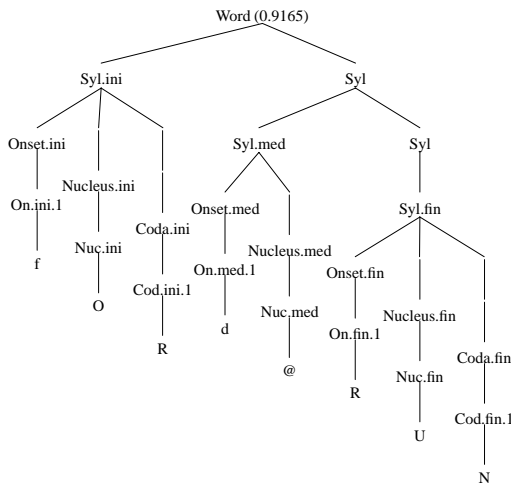 Word (0.9165)
Syl.ini Syl
Onset.ini Syl.med Syl
On.ini.1 Nucleus.ini Onset.med Syl.fin
f Nuc.ini Coda.ini On.med.1 Nucleus.med Onset.fin
O Cod.ini.1 d Nuc.med On.fin.1 Nucleus.fin
R @ R Nuc.fin Coda.fin
U Cod.fin.1
N